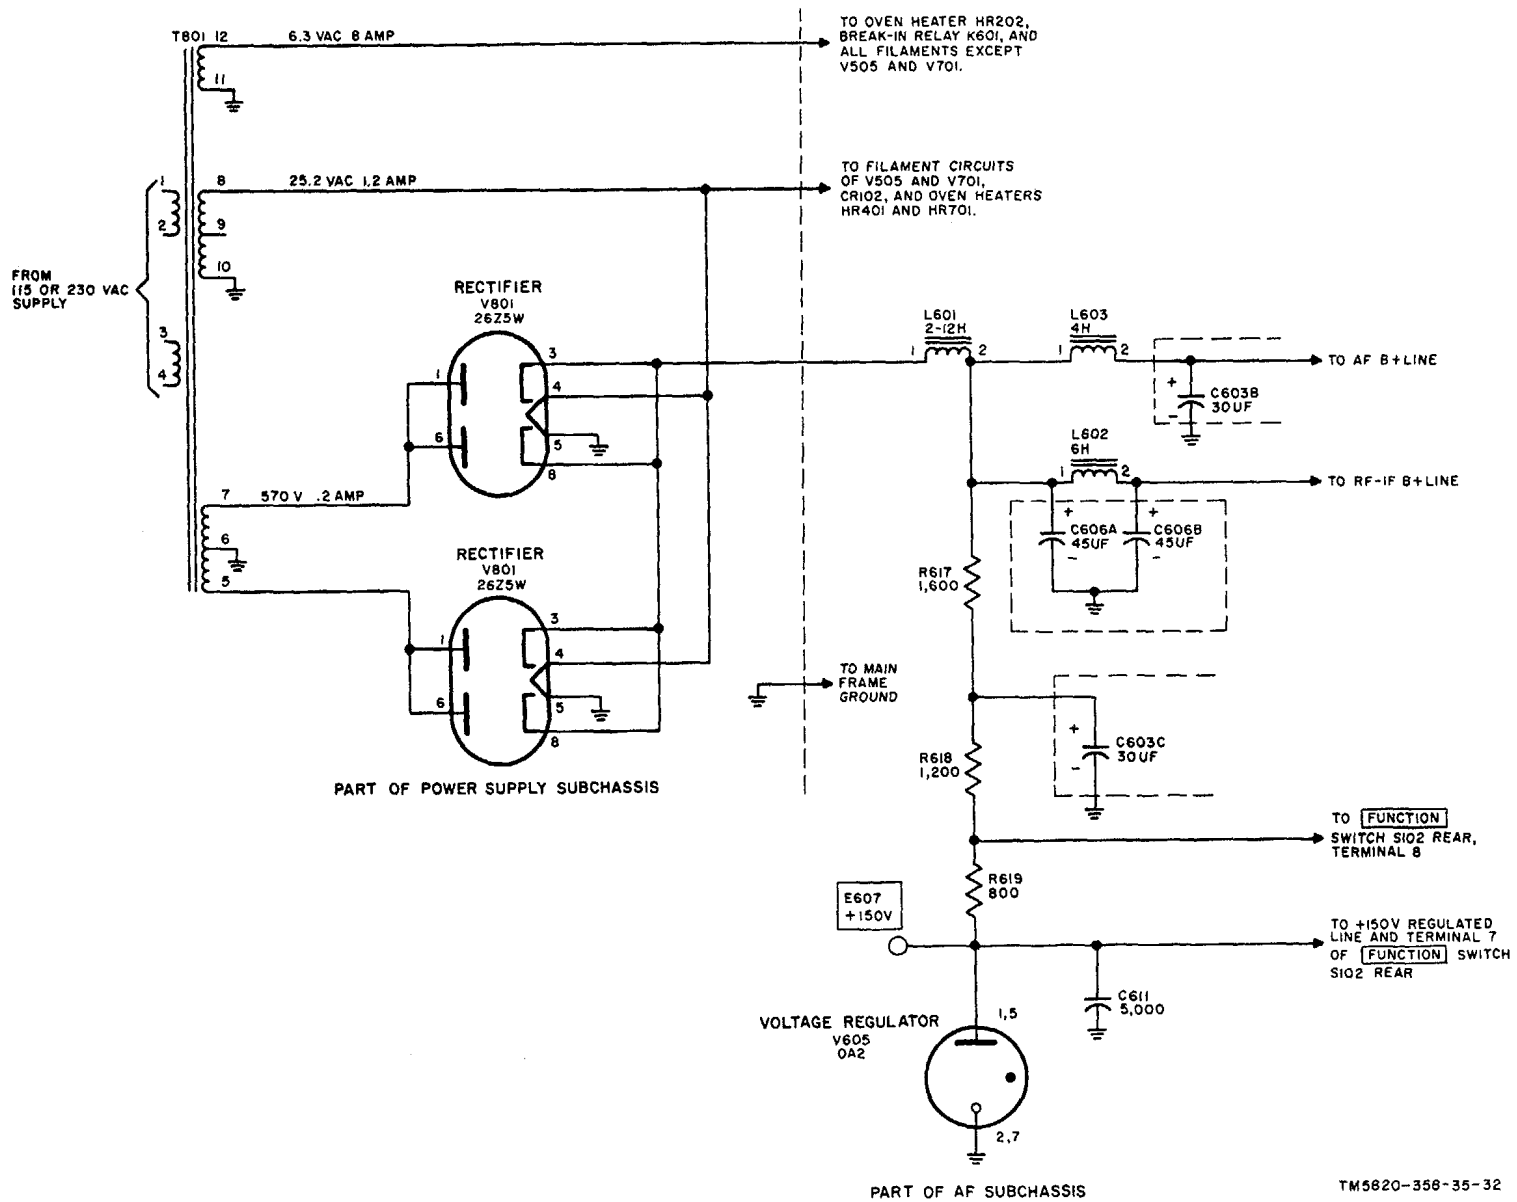 T801 12
6.3 VAC 8 AMP
11
TO OVEN HEATER HR202,
BREAK-IN RELAY K601, AND
ALL FILAMENTS EXCEPT
V505 AND V701.
1
8
25.2 VAC 1.2 AMP
2
9
10
TO FILAMENT CIRCUITS
OF V505 AND V701,
CR102, AND OVEN HEATERS
HR401 AND HR701.
FROM
115 OR 230 VAC
SUPPLY
3
4
RECTIFIER
V801
26Z5W
1
6
3
4
5
8
7
570 V .2 AMP
6
5
RECTIFIER
V801
26Z5W
1
6
3
4
5
8
PART OF POWER SUPPLY SUBCHASSIS
TO MAIN
FRAME
GROUND
L601
2-12H
1
2
L603
4H
1
2
C603B
30UF
+
-
TO AF B+LINE
L602
6H
1
2
TO RF-IF B+LINE
+
C606A
45UF
-
+
C606B
45UF
-
R617
1,600
R618
1,200
+
C603C
30UF
-
TO FUNCTION
SWITCH S102 REAR,
TERMINAL 8
R619
800
E607
+150V
TO +150V REGULATED
LINE AND TERMINAL 7
OF FUNCTION SWITCH
S102 REAR
C611
5,000
VOLTAGE REGULATOR
V605
OA2
1,5
2,7
PART OF AF SUBCHASSIS
TM5820-356-35-32